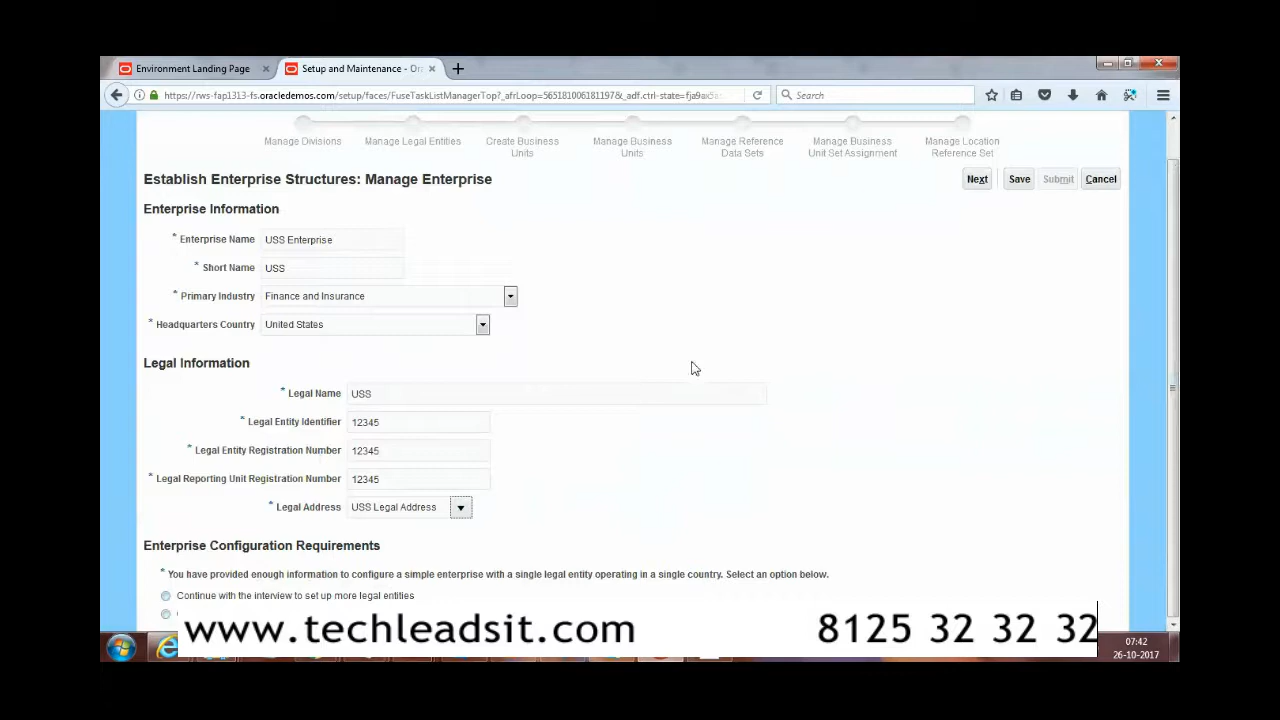 Environment Landing Page
Setup and Maintenance - Ora
https://rws-fap1313-fs.oracledemos.com/setup/faces/FuseTaskListManagerTop?_afrLoop=565181006181197&_adf.ctrl-state=fja9ai
Search
Manage Divisions
Manage Legal Entities
Create Business
Units
Manage Business
Units
Manage Reference
Data Sets
Manage Business
Unit Set Assignment
Manage Location
Reference Set
Establish Enterprise Structures: Manage Enterprise
Next
Save
Submit
Cancel
Enterprise Information
* Enterprise Name USS Enterprise
* Short Name USS
* Primary Industry Finance and Insurance
* Headquarters Country United States
Legal Information
* Legal Name USS
* Legal Entity Identifier 12345
* Legal Entity Registration Number 12345
* Legal Reporting Unit Registration Number 12345
* Legal Address USS Legal Address
Enterprise Configuration Requirements
* You have provided enough information to configure a simple enterprise with a single legal entity operating in a single country. Select an option below.
Continue with the interview to set up more legal entities
www.techleadsit.com 8125 32 32 32
07:42
26-10-2017